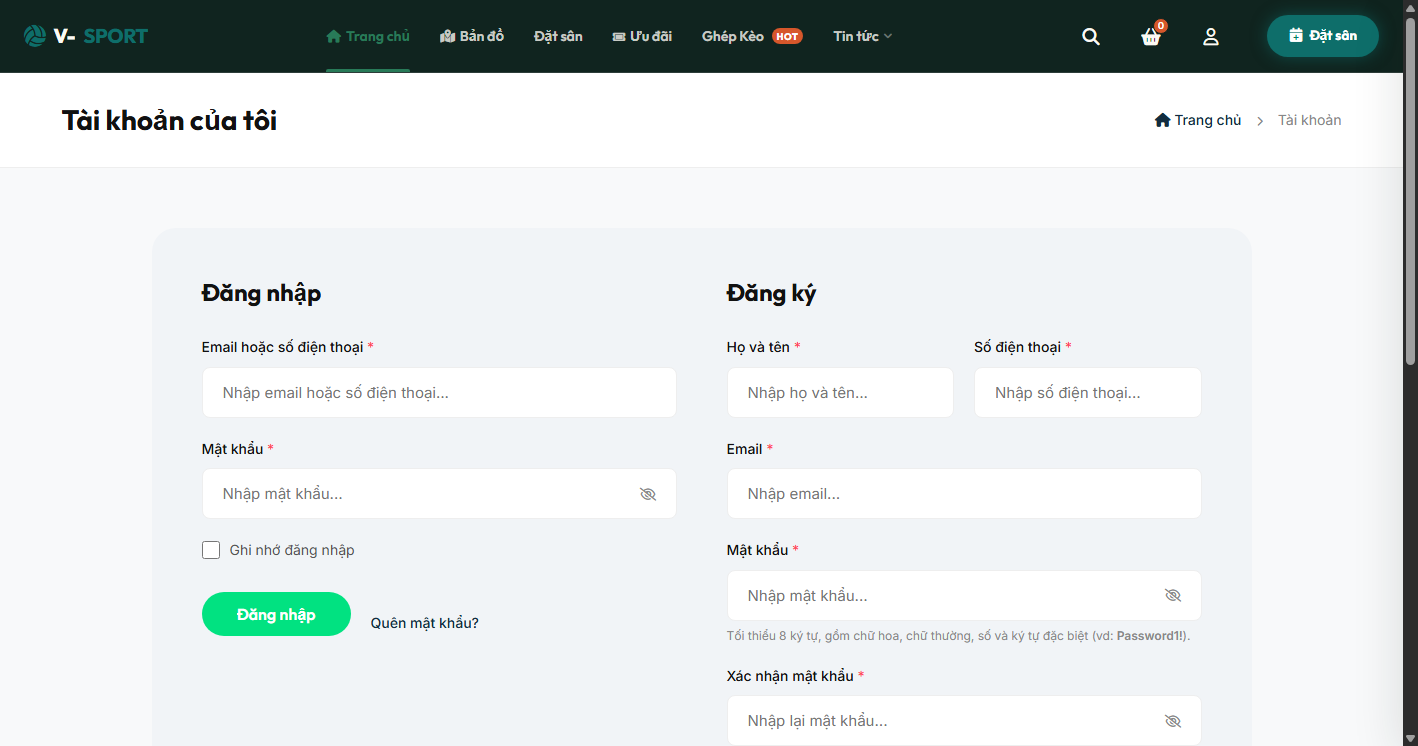 V- SPORT
Trang chủ
Bản đồ
Đặt sân
Ưu đãi
Ghép Kèo HOT
Tin tức
0
Đặt sân
Tài khoản của tôi
Trang chủ > Tài khoản
Đăng nhập
Email hoặc số điện thoại *
Nhập email hoặc số điện thoại...
Mật khẩu *
Nhập mật khẩu...
Ghi nhớ đăng nhập
Đăng nhập
Quên mật khẩu?
Đăng ký
Họ và tên *
Nhập họ và tên...
Số điện thoại *
Nhập số điện thoại...
Email *
Nhập email...
Mật khẩu *
Nhập mật khẩu...
Tối thiểu 8 ký tự, gồm chữ hoa, chữ thường, số và ký tự đặc biệt (vd: Password1!).
Xác nhận mật khẩu *
Nhập lại mật khẩu...